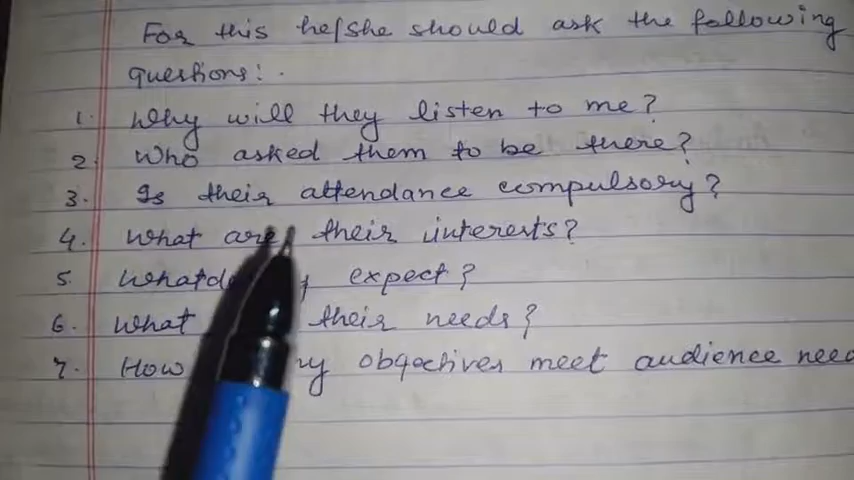 For this he/she should ask the following
questions:.
1. Why will they listen to me?
2. Who asked them to be there?
3. Is their attendance compulsory?
4. What are their interests?
5. What expect?
6. What their needs?
7. How objectives meet audience need